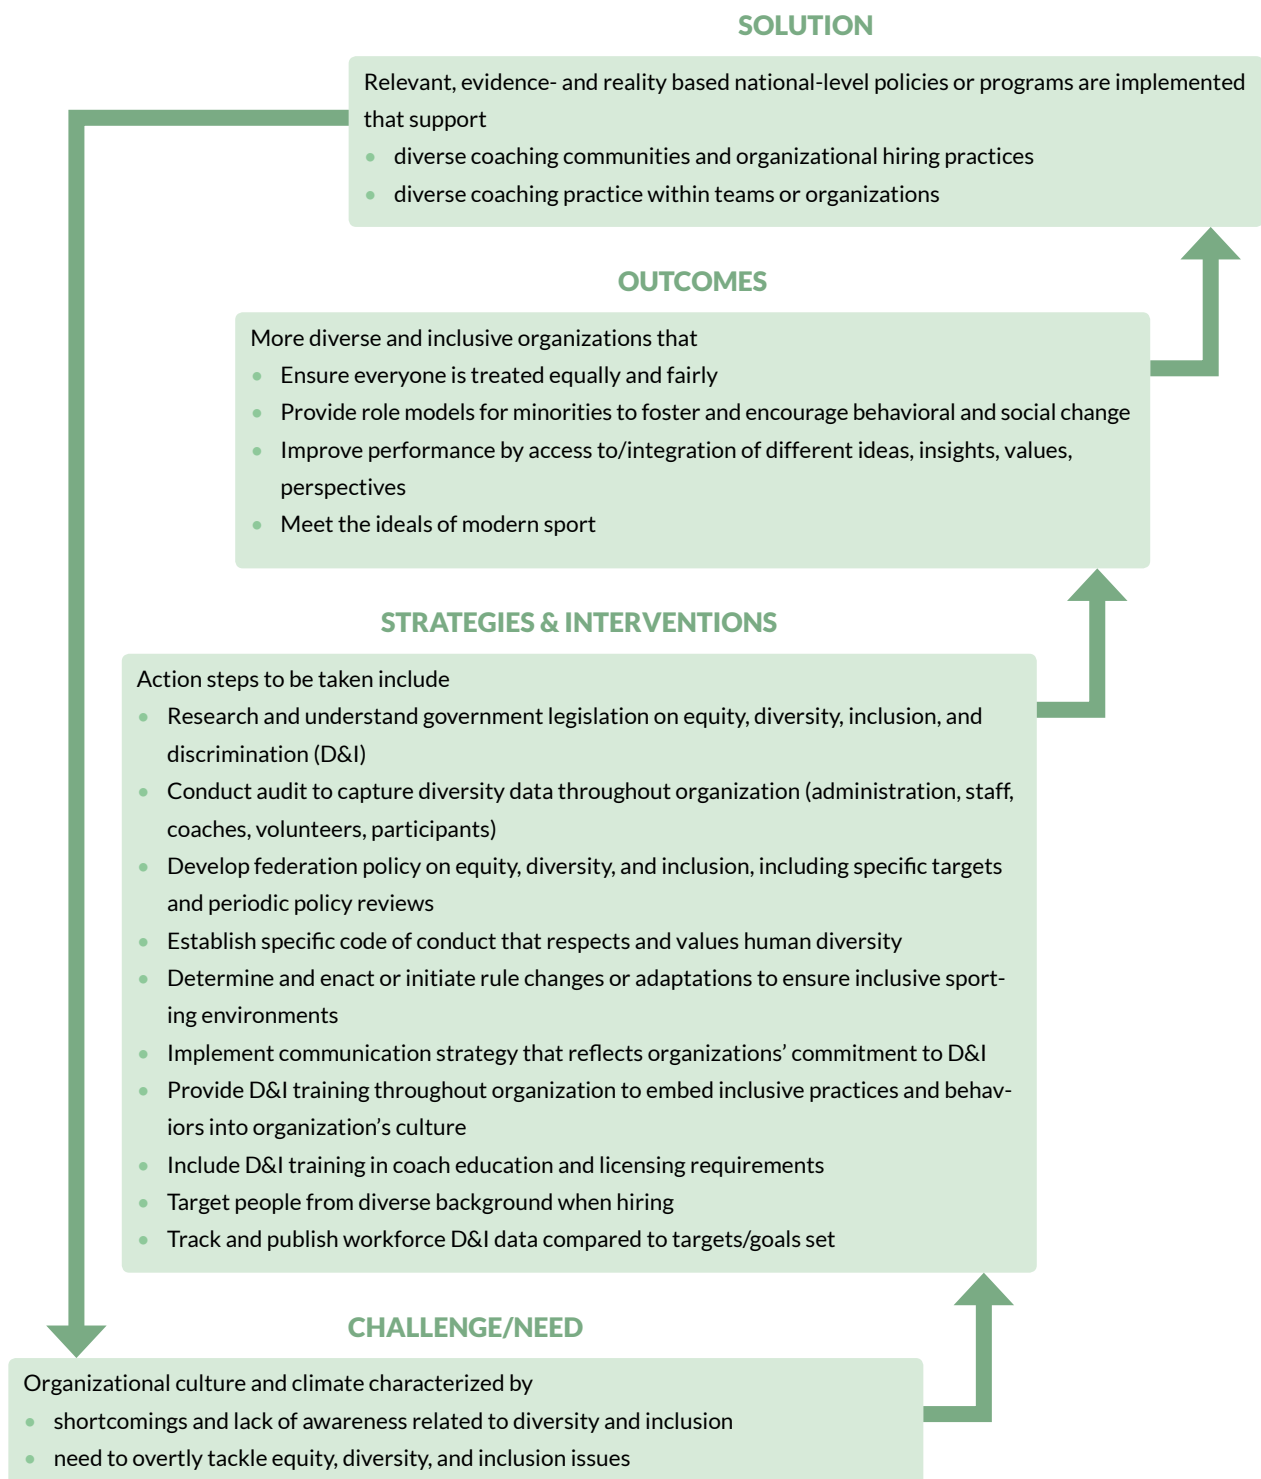 SOLUTION
Relevant, evidence- and reality based national-level policies or programs are implemented
that support
• diverse coaching communities and organizational hiring practices
• diverse coaching practice within teams or organizations
OUTCOMES
More diverse and inclusive organizations that
• Ensure everyone is treated equally and fairly
• Provide role models for minorities to foster and encourage behavioral and social change
• Improve performance by access to/integration of different ideas, insights, values,
perspectives
• Meet the ideals of modern sport
STRATEGIES & INTERVENTIONS
Action steps to be taken include
• Research and understand government legislation on equity, diversity, inclusion, and
discrimination (D&I)
• Conduct audit to capture diversity data throughout organization (administration, staff,
coaches, volunteers, participants)
• Develop federation policy on equity, diversity, and inclusion, including specific targets
and periodic policy reviews
• Establish specific code of conduct that respects and values human diversity
• Determine and enact or initiate rule changes or adaptations to ensure inclusive sport-
ing environments
• Implement communication strategy that reflects organizations’ commitment to D&I
• Provide D&I training throughout organization to embed inclusive practices and behav-
iors into organization’s culture
• Include D&I training in coach education and licensing requirements
• Target people from diverse background when hiring
• Track and publish workforce D&I data compared to targets/goals set
CHALLENGE/NEED
Organizational culture and climate characterized by
• shortcomings and lack of awareness related to diversity and inclusion
• need to overtly tackle equity, diversity, and inclusion issues